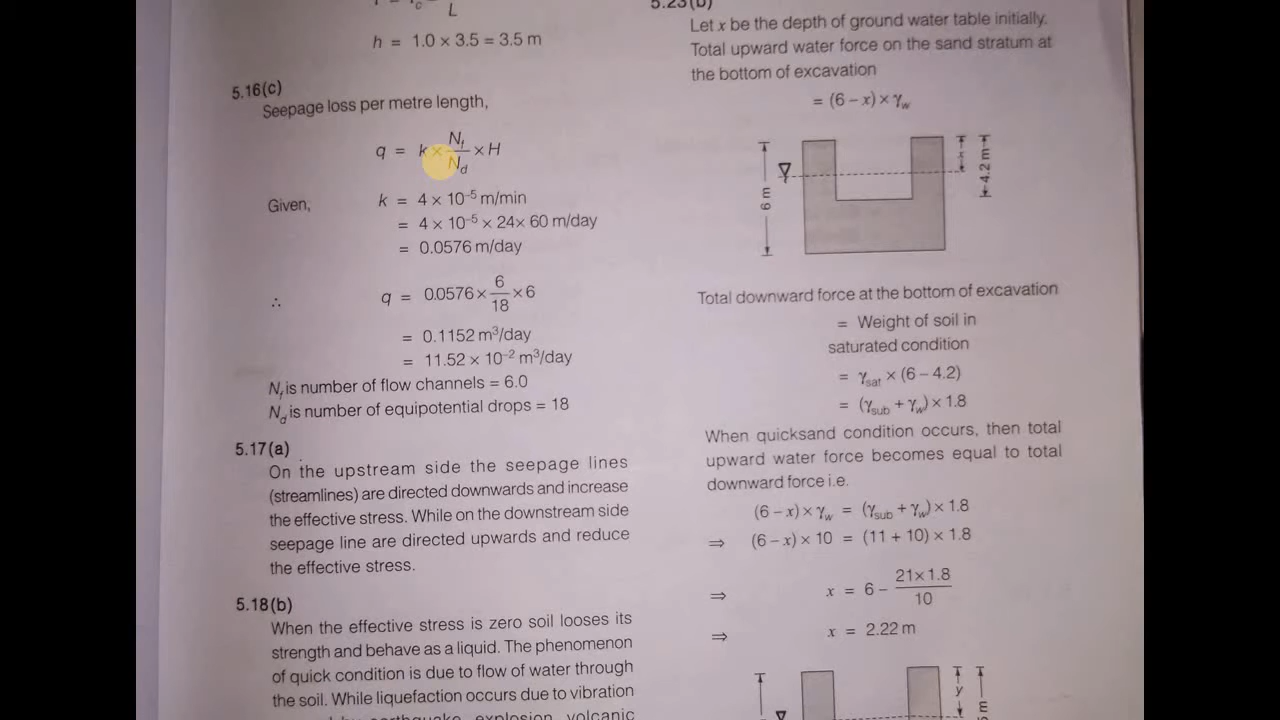 L
h = 1.0 × 3.5 = 3.5 m
5.16(c)
Seepage loss per metre length,
q = k × N_f / N_d × H
Given, k = 4 × 10⁻⁵ m/min
= 4 × 10⁻⁵ × 24 × 60 m/day
= 0.0576 m/day
∴ q = 0.0576 × 6/18 × 6
= 0.1152 m³/day
= 11.52 × 10⁻² m³/day
N_f is number of flow channels = 6.0
N_d is number of equipotential drops = 18
5.17(a)
On the upstream side the seepage lines
(streamlines) are directed downwards and increase
the effective stress. While on the downstream side
seepage line are directed upwards and reduce
the effective stress.
5.18(b)
When the effective stress is zero soil looses its
strength and behave as a liquid. The phenomenon
of quick condition is due to flow of water through
the soil. While liquefaction occurs due to vibration
earthquake, explosion, volcanic
5.23(b)
Let x be the depth of ground water table initially.
Total upward water force on the sand stratum at
the bottom of excavation
= (6 – x) × γ_w
6 m
x
4.2 m
Total downward force at the bottom of excavation
= Weight of soil in
saturated condition
= γ_sat × (6 – 4.2)
= (γ_sub + γ_w) × 1.8
When quicksand condition occurs, then total
upward water force becomes equal to total
downward force i.e.
(6 – x) × γ_w = (γ_sub + γ_w) × 1.8
⇒ (6 – x) × 10 = (11 + 10) × 1.8
⇒ x = 6 – 21×1.8 / 10
⇒ x = 2.22 m
y
m